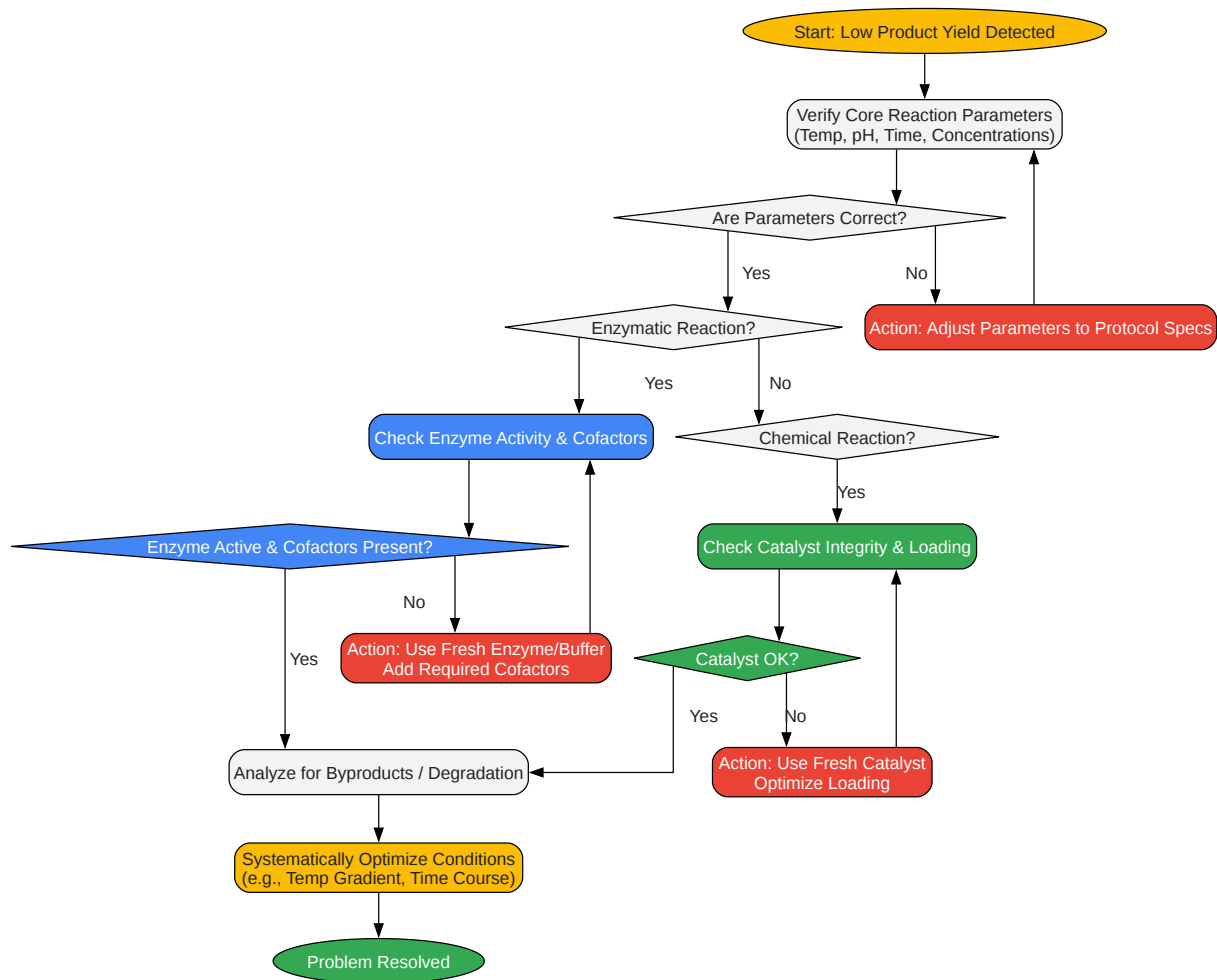 Start: Low Product Yield Detected
Verify Core Reaction Parameters
(Temp, pH, Time, Concentrations)
Are Parameters Correct?
Yes
No
Enzymatic Reaction?
Action: Adjust Parameters to Protocol Specs
Yes
No
Check Enzyme Activity & Cofactors
Chemical Reaction?
Yes
Enzyme Active & Cofactors Present?
Check Catalyst Integrity & Loading
No
Action: Use Fresh Enzyme/Buffer
Add Required Cofactors
Yes
Catalyst OK?
Yes
No
Analyze for Byproducts / Degradation
Action: Use Fresh Catalyst
Optimize Loading
Systematically Optimize Conditions
(e.g., Temp Gradient, Time Course)
Problem Resolved